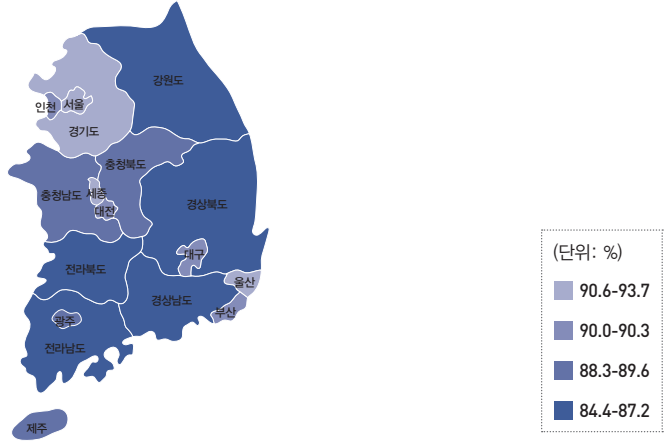 강원도
인천
서울
경기도
충청북도
충청남도
세종
대전
경상북도
대구
전라북도
울산
경상남도
부산
광주
전라남도
제주
(단위: %)
90.6-93.7
90.0-90.3
88.3-89.6
84.4-87.2